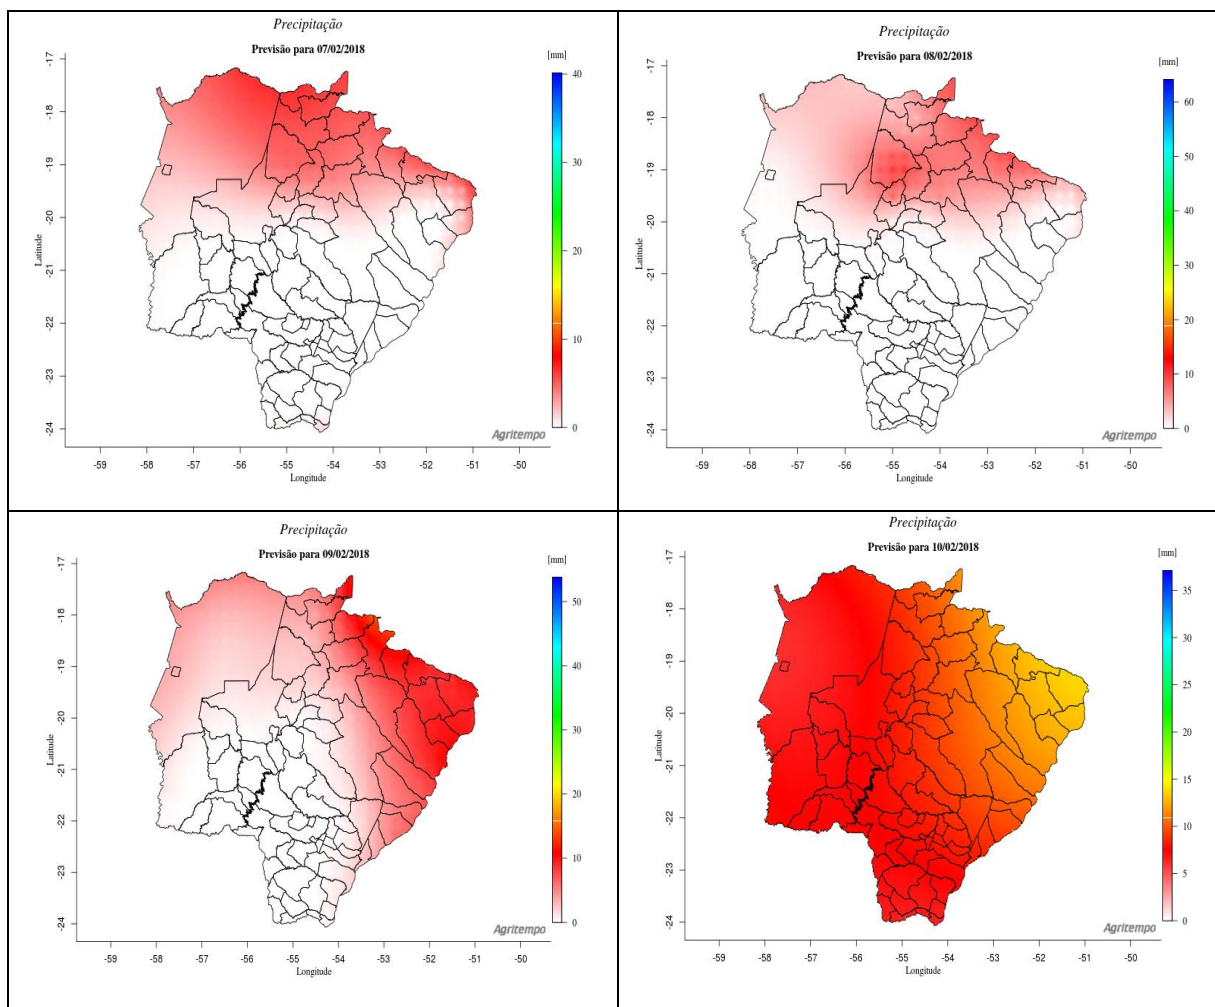 Precipitação
Previsão para 07/02/2018
[mm]
40
30
20
10
0
-17
-18
-19
-20
-21
-22
-23
-24
Latitude
Agritempo
-59 -58 -57 -56 -55 -54 -53 -52 -51 -50
Longitude
Precipitação
Previsão para 08/02/2018
[mm]
60
50
40
30
20
10
0
-17
-18
-19
-20
-21
-22
-23
-24
Latitude
Agritempo
-59 -58 -57 -56 -55 -54 -53 -52 -51 -50
Longitude
Precipitação
Previsão para 09/02/2018
[mm]
50
40
30
20
10
0
-17
-18
-19
-20
-21
-22
-23
-24
Latitude
Agritempo
-59 -58 -57 -56 -55 -54 -53 -52 -51 -50
Longitude
Precipitação
Previsão para 10/02/2018
[mm]
35
30
25
20
15
10
5
0
-17
-18
-19
-20
-21
-22
-23
-24
Latitude
Agritempo
-59 -58 -57 -56 -55 -54 -53 -52 -51 -50
Longitude